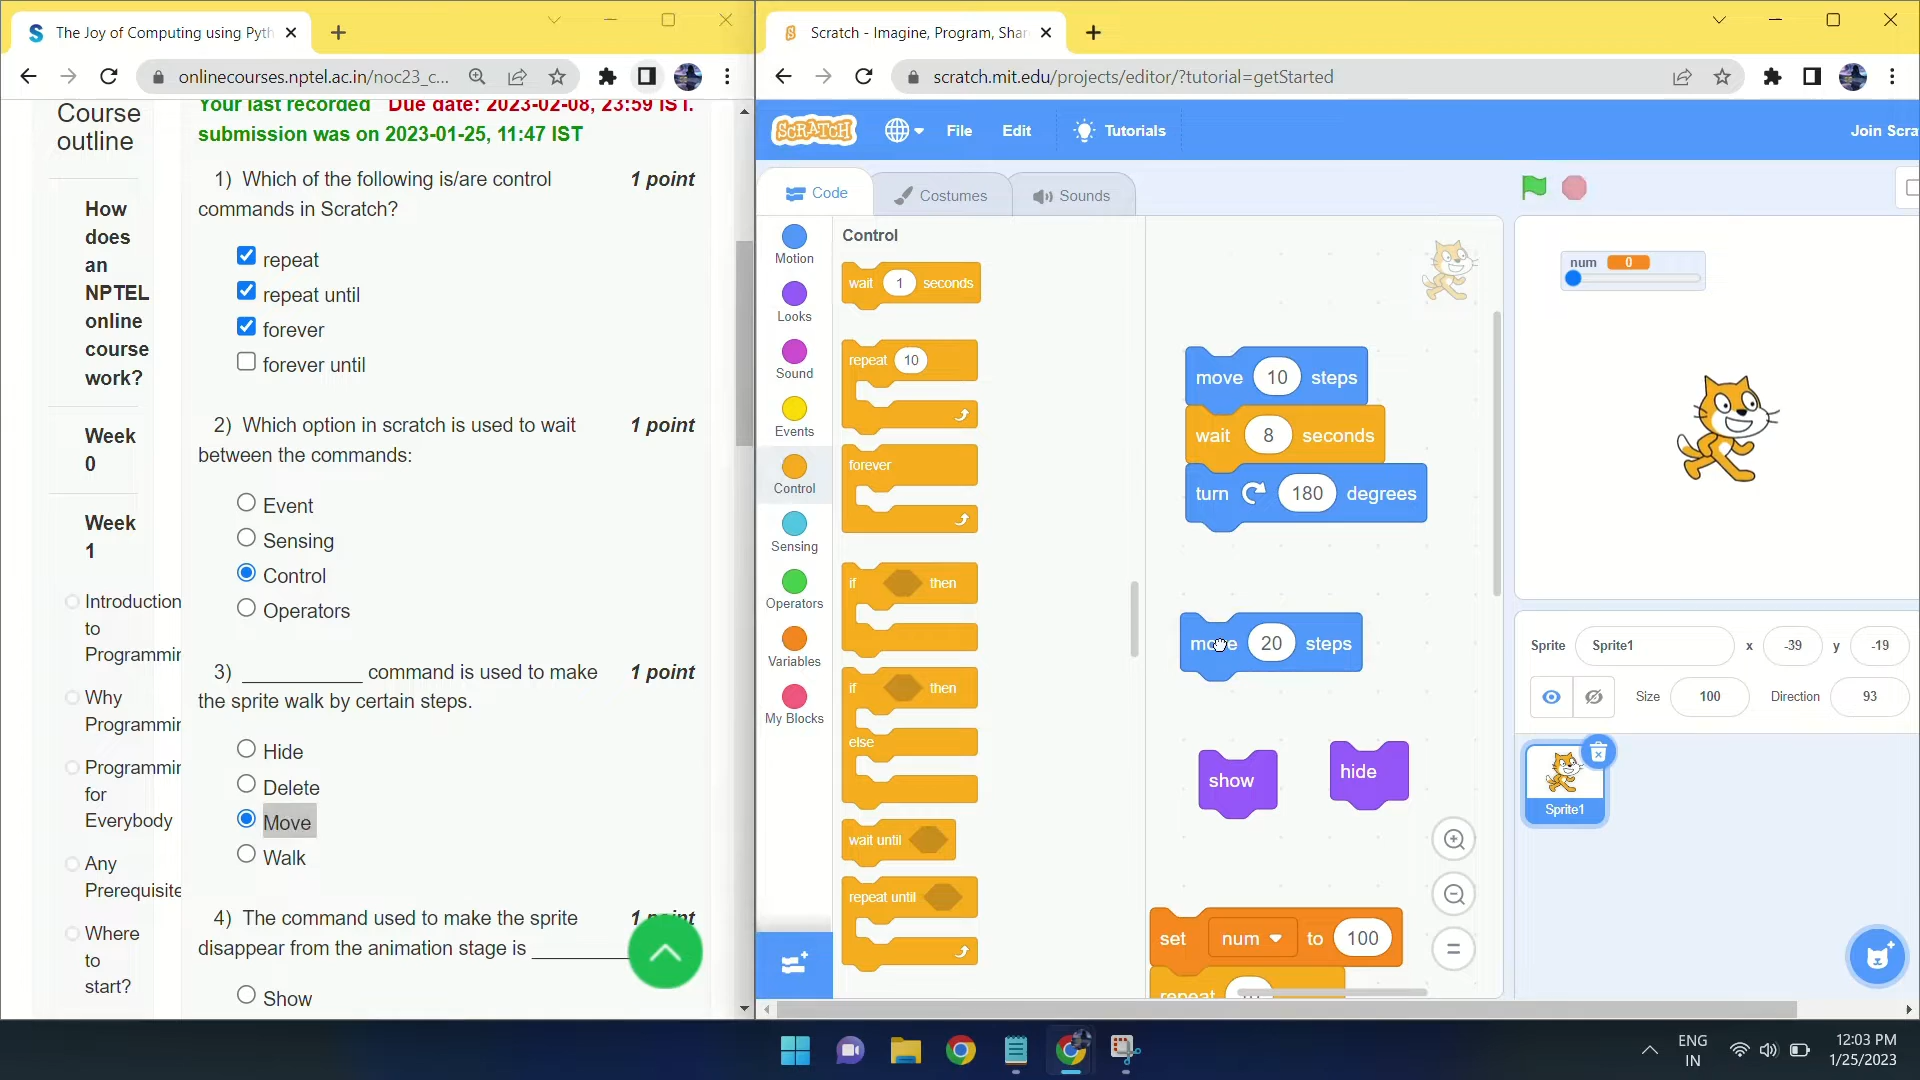 The Joy of Computing using Pyth
onlinecourses.nptel.ac.in/noc23_c...
Course
outline
How
does
an
NPTEL
online
course
work?
Week
0
Week
1
Introduction
to
Programmin
Why
Programmin
Programmin
for
Everybody
Any
Prerequisite
Where
to
start?
Your last recorded Due date: 2023-02-08, 23:59 IST.
submission was on 2023-01-25, 11:47 IST
1) Which of the following is/are control 1 point
commands in Scratch?
repeat
repeat until
forever
forever until
2) Which option in scratch is used to wait 1 point
between the commands:
Event
Sensing
Control
Operators
3) ___________ command is used to make 1 point
the sprite walk by certain steps.
Hide
Delete
Move
Walk
4) The command used to make the sprite 1 point
disappear from the animation stage is _________
Show
Scratch - Imagine, Program, Shar
scratch.mit.edu/projects/editor/?tutorial=getStarted
SCRATCH File Edit Tutorials Join Scra
Code Costumes Sounds
Motion
Looks
Sound
Events
Control
Sensing
Operators
Variables
My Blocks
Control
wait 1 seconds
repeat 10
forever
if then
if then
else
wait until
repeat until
move 10 steps
wait 8 seconds
turn 180 degrees
move 20 steps
show hide
set num to 100
repeat
num 0
Sprite Sprite1 x -39 y -19
Size 100 Direction 93
Sprite1
ENG
IN
12:03 PM
1/25/2023